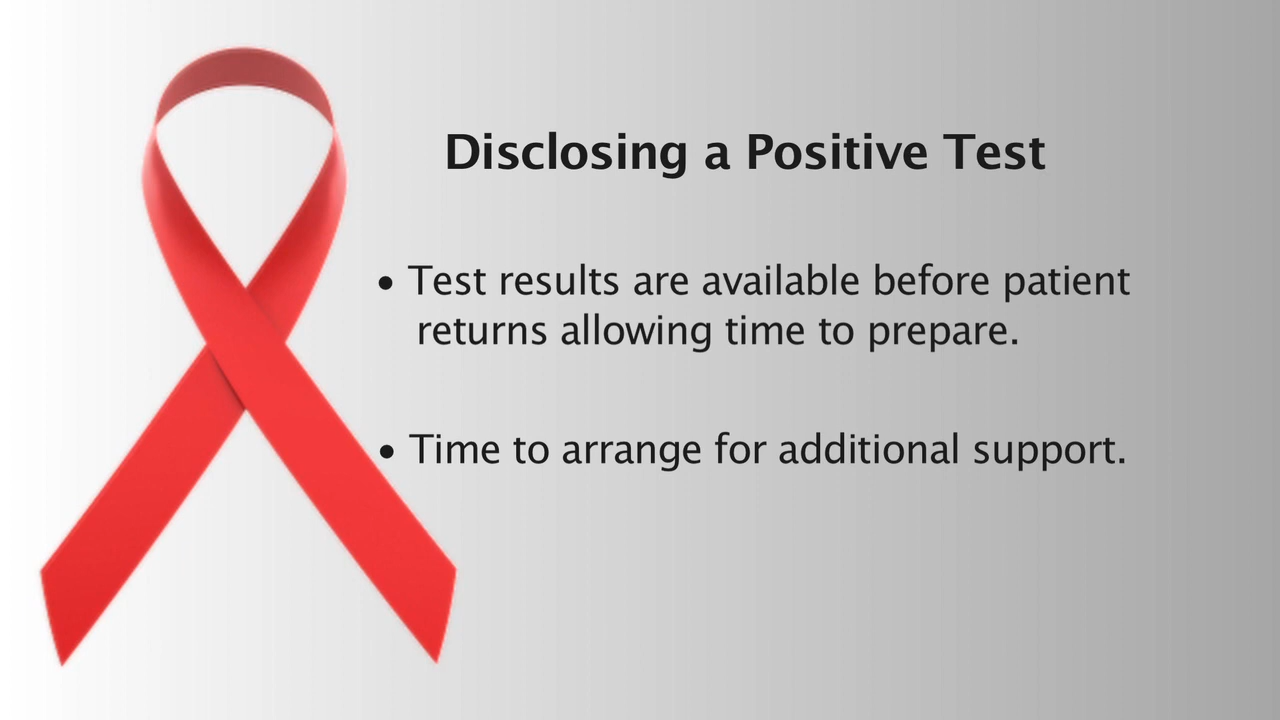 Disclosing a Positive Test
• Test results are available before patient
returns allowing time to prepare.
• Time to arrange for additional support.